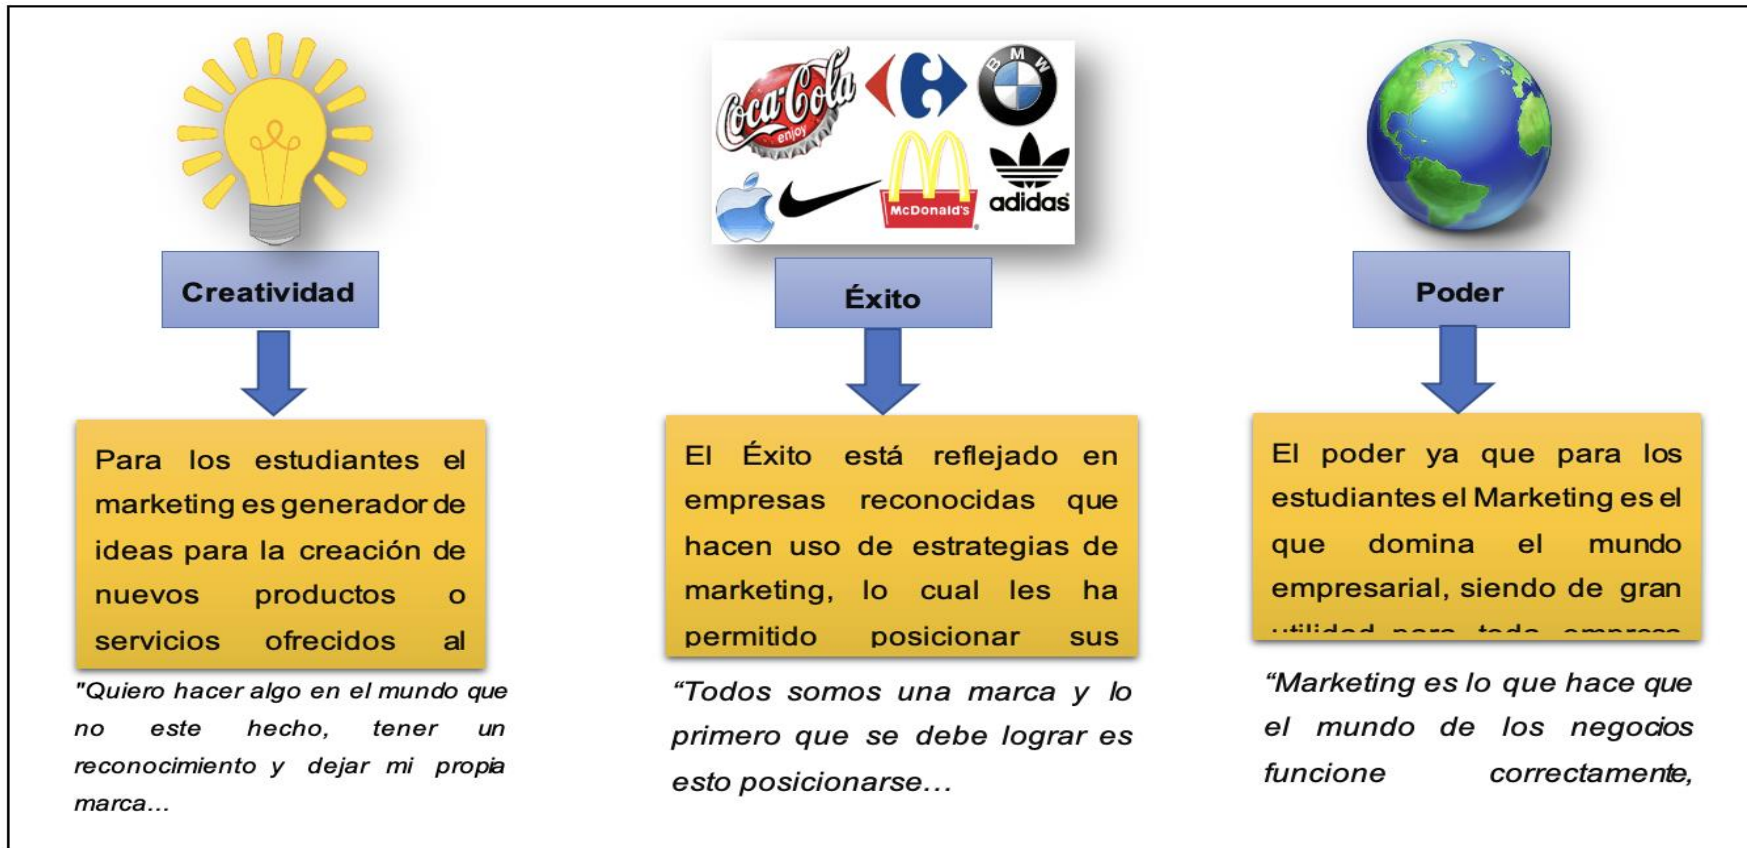 Coca-Cola
enjoy
BMW
McDonald's
adidas
Creatividad
Para los estudiantes el
marketing es generador de
ideas para la creación de
nuevos productos o
servicios ofrecidos al
"Quiero hacer algo en el mundo que
no este hecho, tener un
reconocimiento y dejar mi propia
marca…
Éxito
El Éxito está reflejado en
empresas reconocidas que
hacen uso de estrategias de
marketing, lo cual les ha
permitido posicionar sus
“Todos somos una marca y lo
primero que se debe lograr es
esto posicionarse…
Poder
El poder ya que para los
estudiantes el Marketing es el
que domina el mundo
empresarial, siendo de gran
utilidad para toda empresa
“Marketing es lo que hace que
el mundo de los negocios
funcione correctamente,